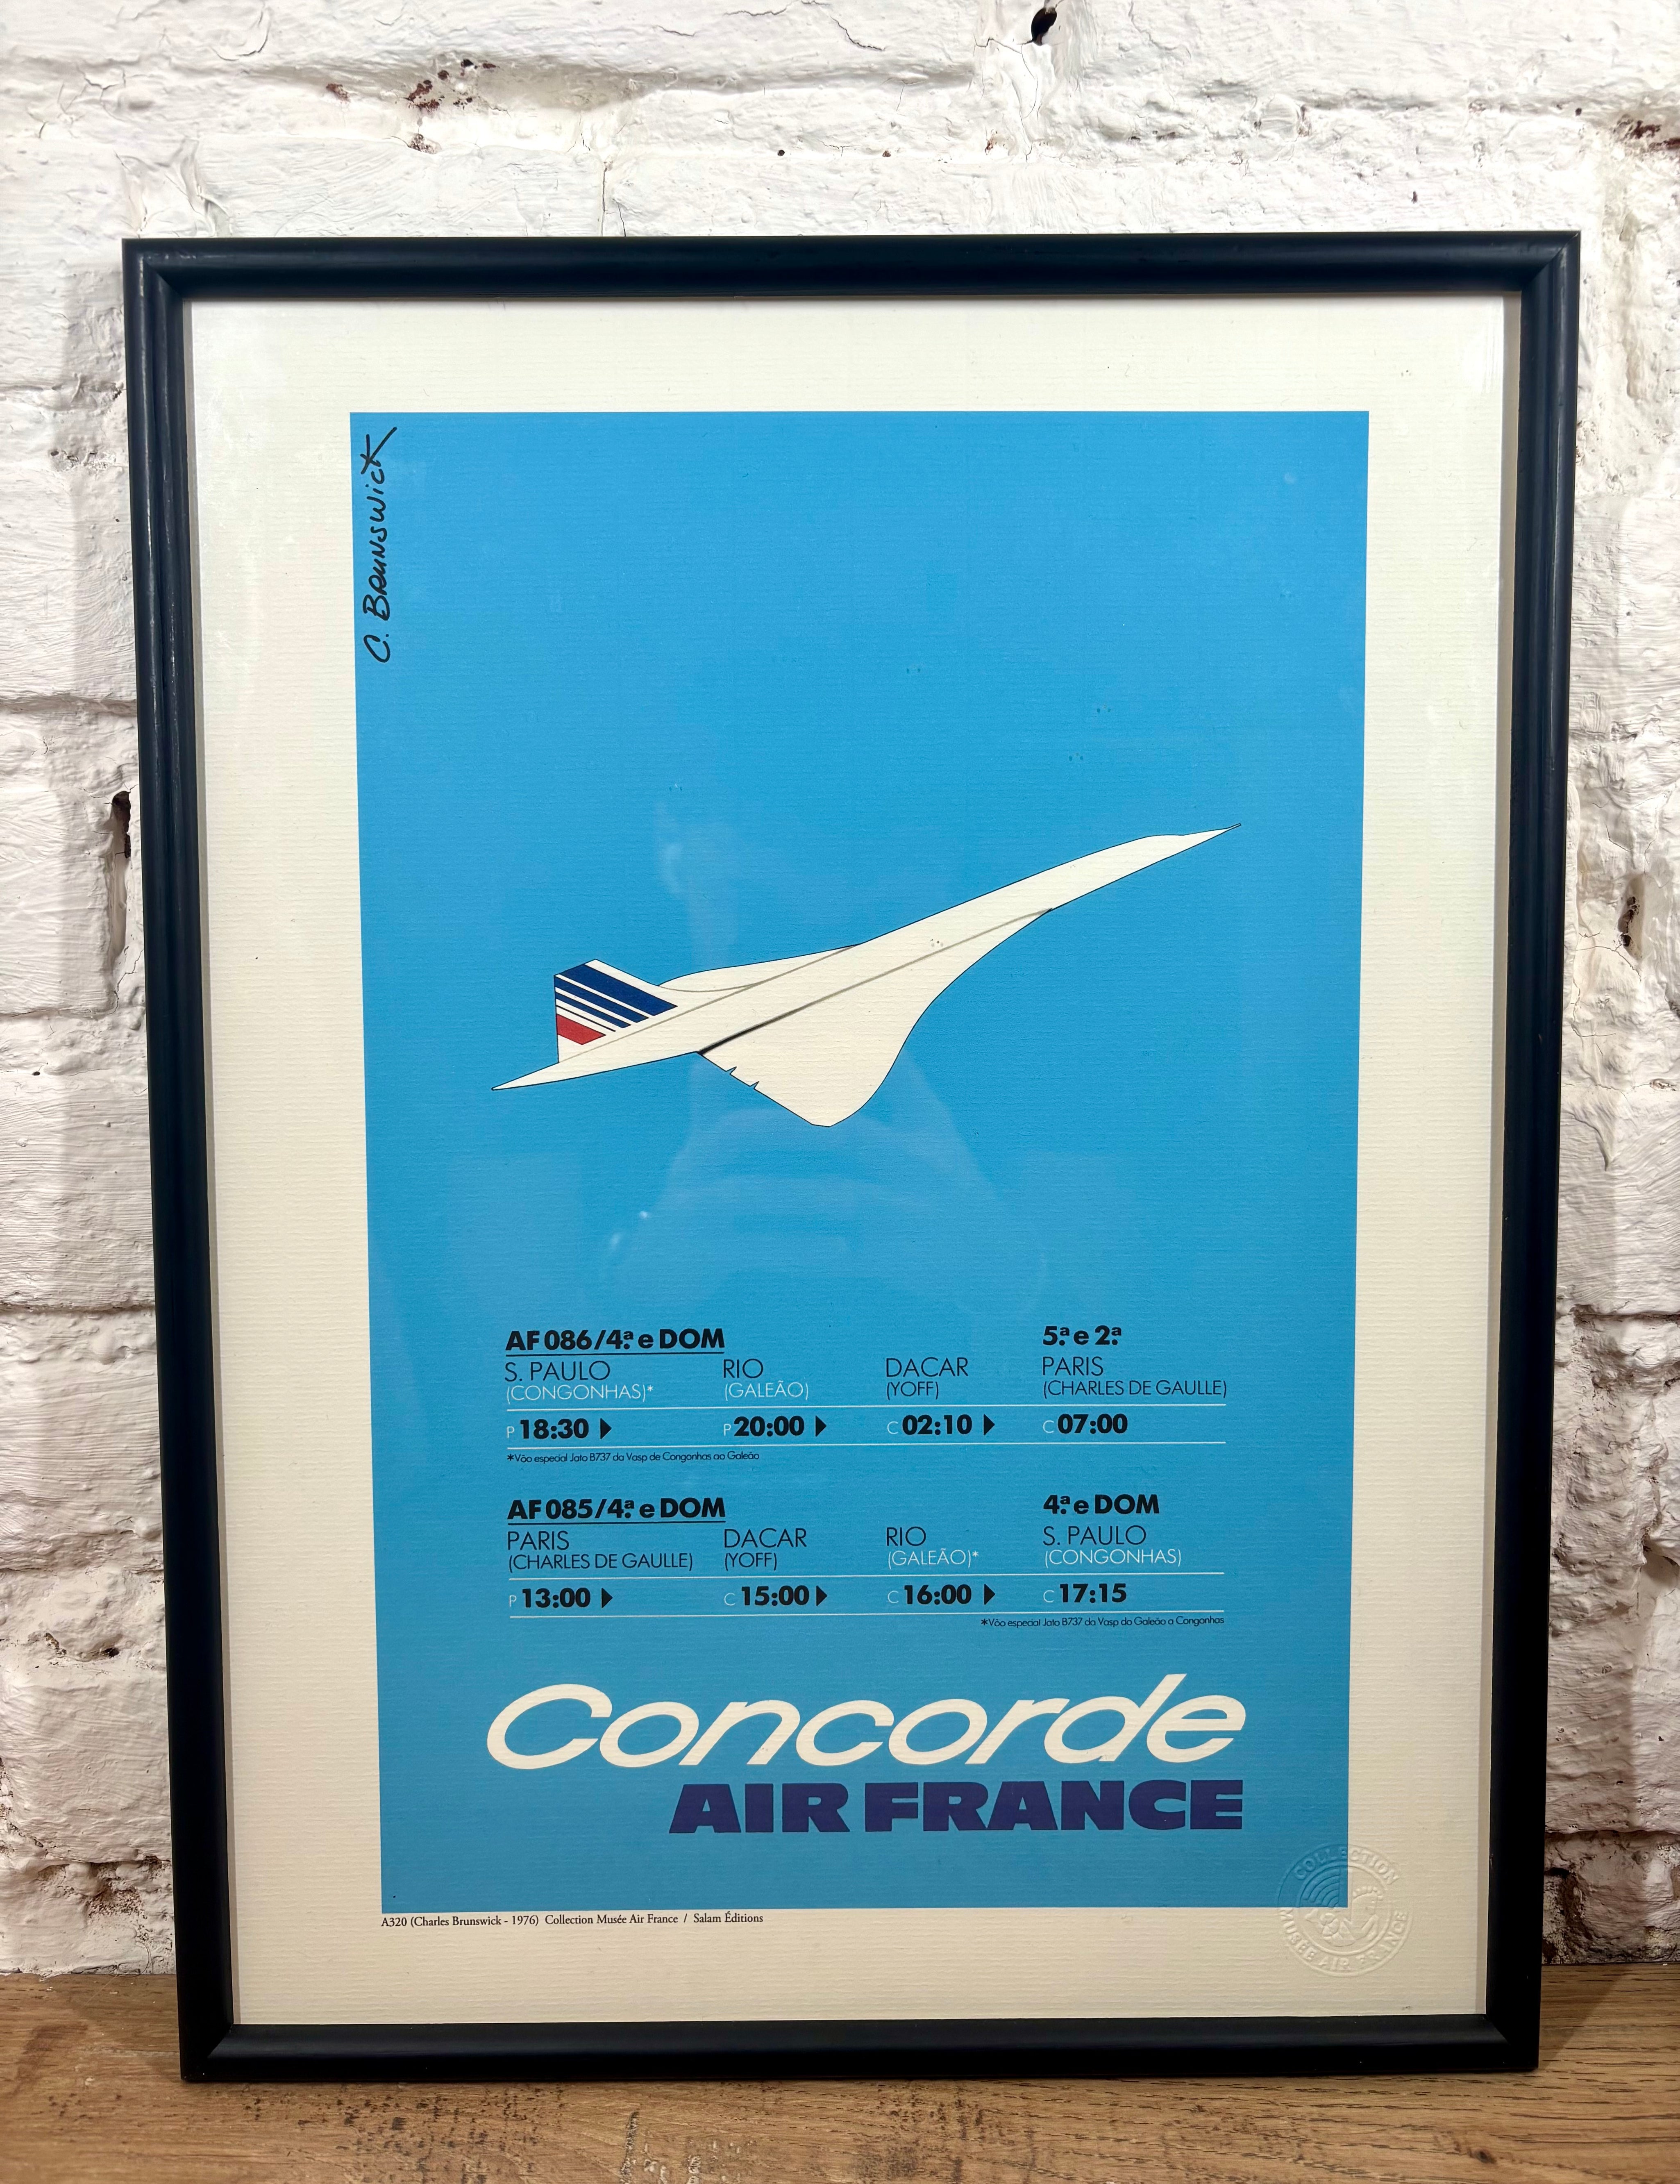 C. BRUNSWICK
AF 086/4ª e DOM 5ª e 2ª
S. PAULO RIO DACAR PARIS
(CONGONHAS)* (GALEÃO) (YOFF) (CHARLES DE GAULLE)
P 18:30 P 20:00 C 02:10 C 07:00
*Vôo especial Jato B737 da Vasp de Congonhas ao Galeão
AF 085/4ª e DOM 4ª e DOM
PARIS DACAR RIO S. PAULO
(CHARLES DE GAULLE) (YOFF) (GALEÃO)* (CONGONHAS)
P 13:00 C 15:00 C 16:00 C 17:15
*Vôo especial Jato B737 da Vasp do Galeão a Congonhas
Concorde
AIR FRANCE
COLLECTION
MUSÉE AIR FRANCE
A320 (Charles Brunswick - 1976) Collection Musée Air France / Salam Éditions